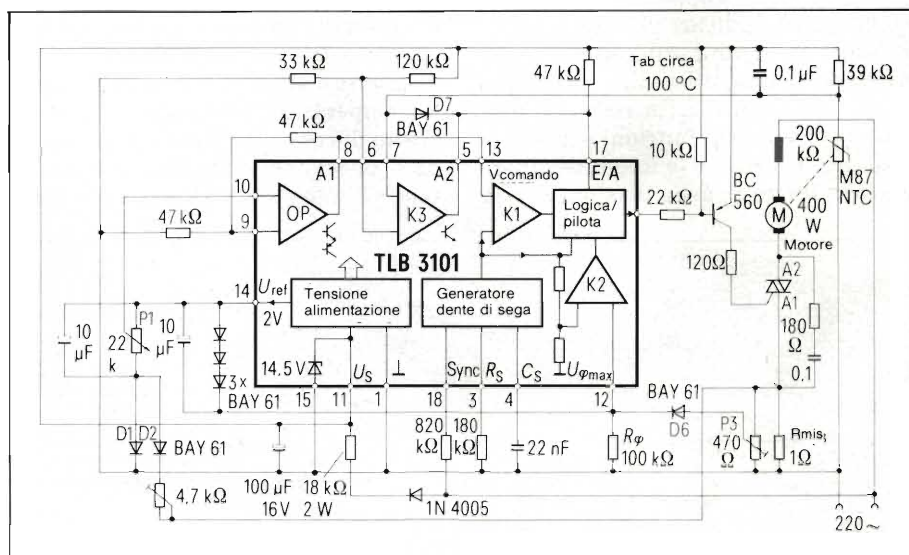 33 kΩ
120 kΩ
47 kΩ
Tab circa
100 °C
0,1 µF
39 kΩ
D7
BAY 61
47 kΩ
8
6
7
5
13
17
A1
A2
E/A
Vcomando
10 kΩ
200
kΩ
M87
NTC
10
9
47 kΩ
OP
K3
K1
Logica/
pilota
22 kΩ
BC
560
M
400
W
Motore
TLB 3101
K2
120Ω
A2
A1
14
Uref
2V
Tensione
alimentazione
Generatore
dente di sega
180
Ω
0,1
10
µF
P1
22
k
10
µF
3x
BAY 61
14.5 V
US
⊥
Sync
RS
CS
Uφmax
15
11
1
18
3
4
12
BAY 61
D6
P3
470
Ω
Rmis;
1Ω
D1
D2
BAY 61
820
kΩ
180
kΩ
22 nF
Rφ
100 kΩ
4,7 kΩ
100 µF
16V
18 kΩ
2 W
1N 4005
220~